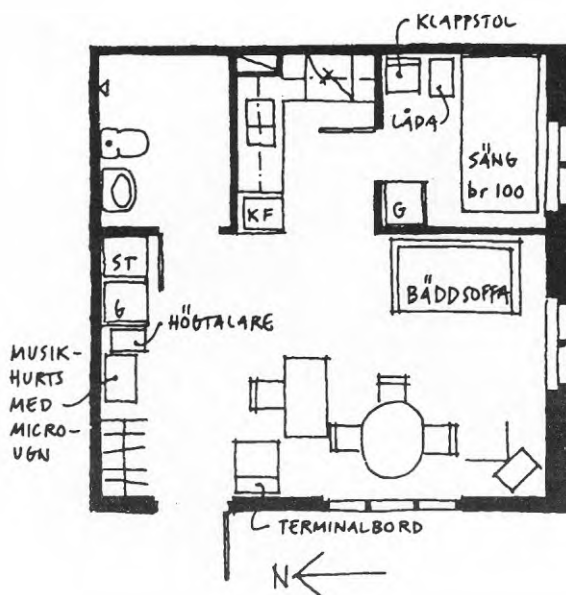 KLAPPSTOL
LÅDA
SÄNG
br 100
KF
G
ST
G
BÄDDSOFFA
HÖGTALARE
MUSIK-
HURTS
MED
MICRO-
UGN
TERMINALBORD
N